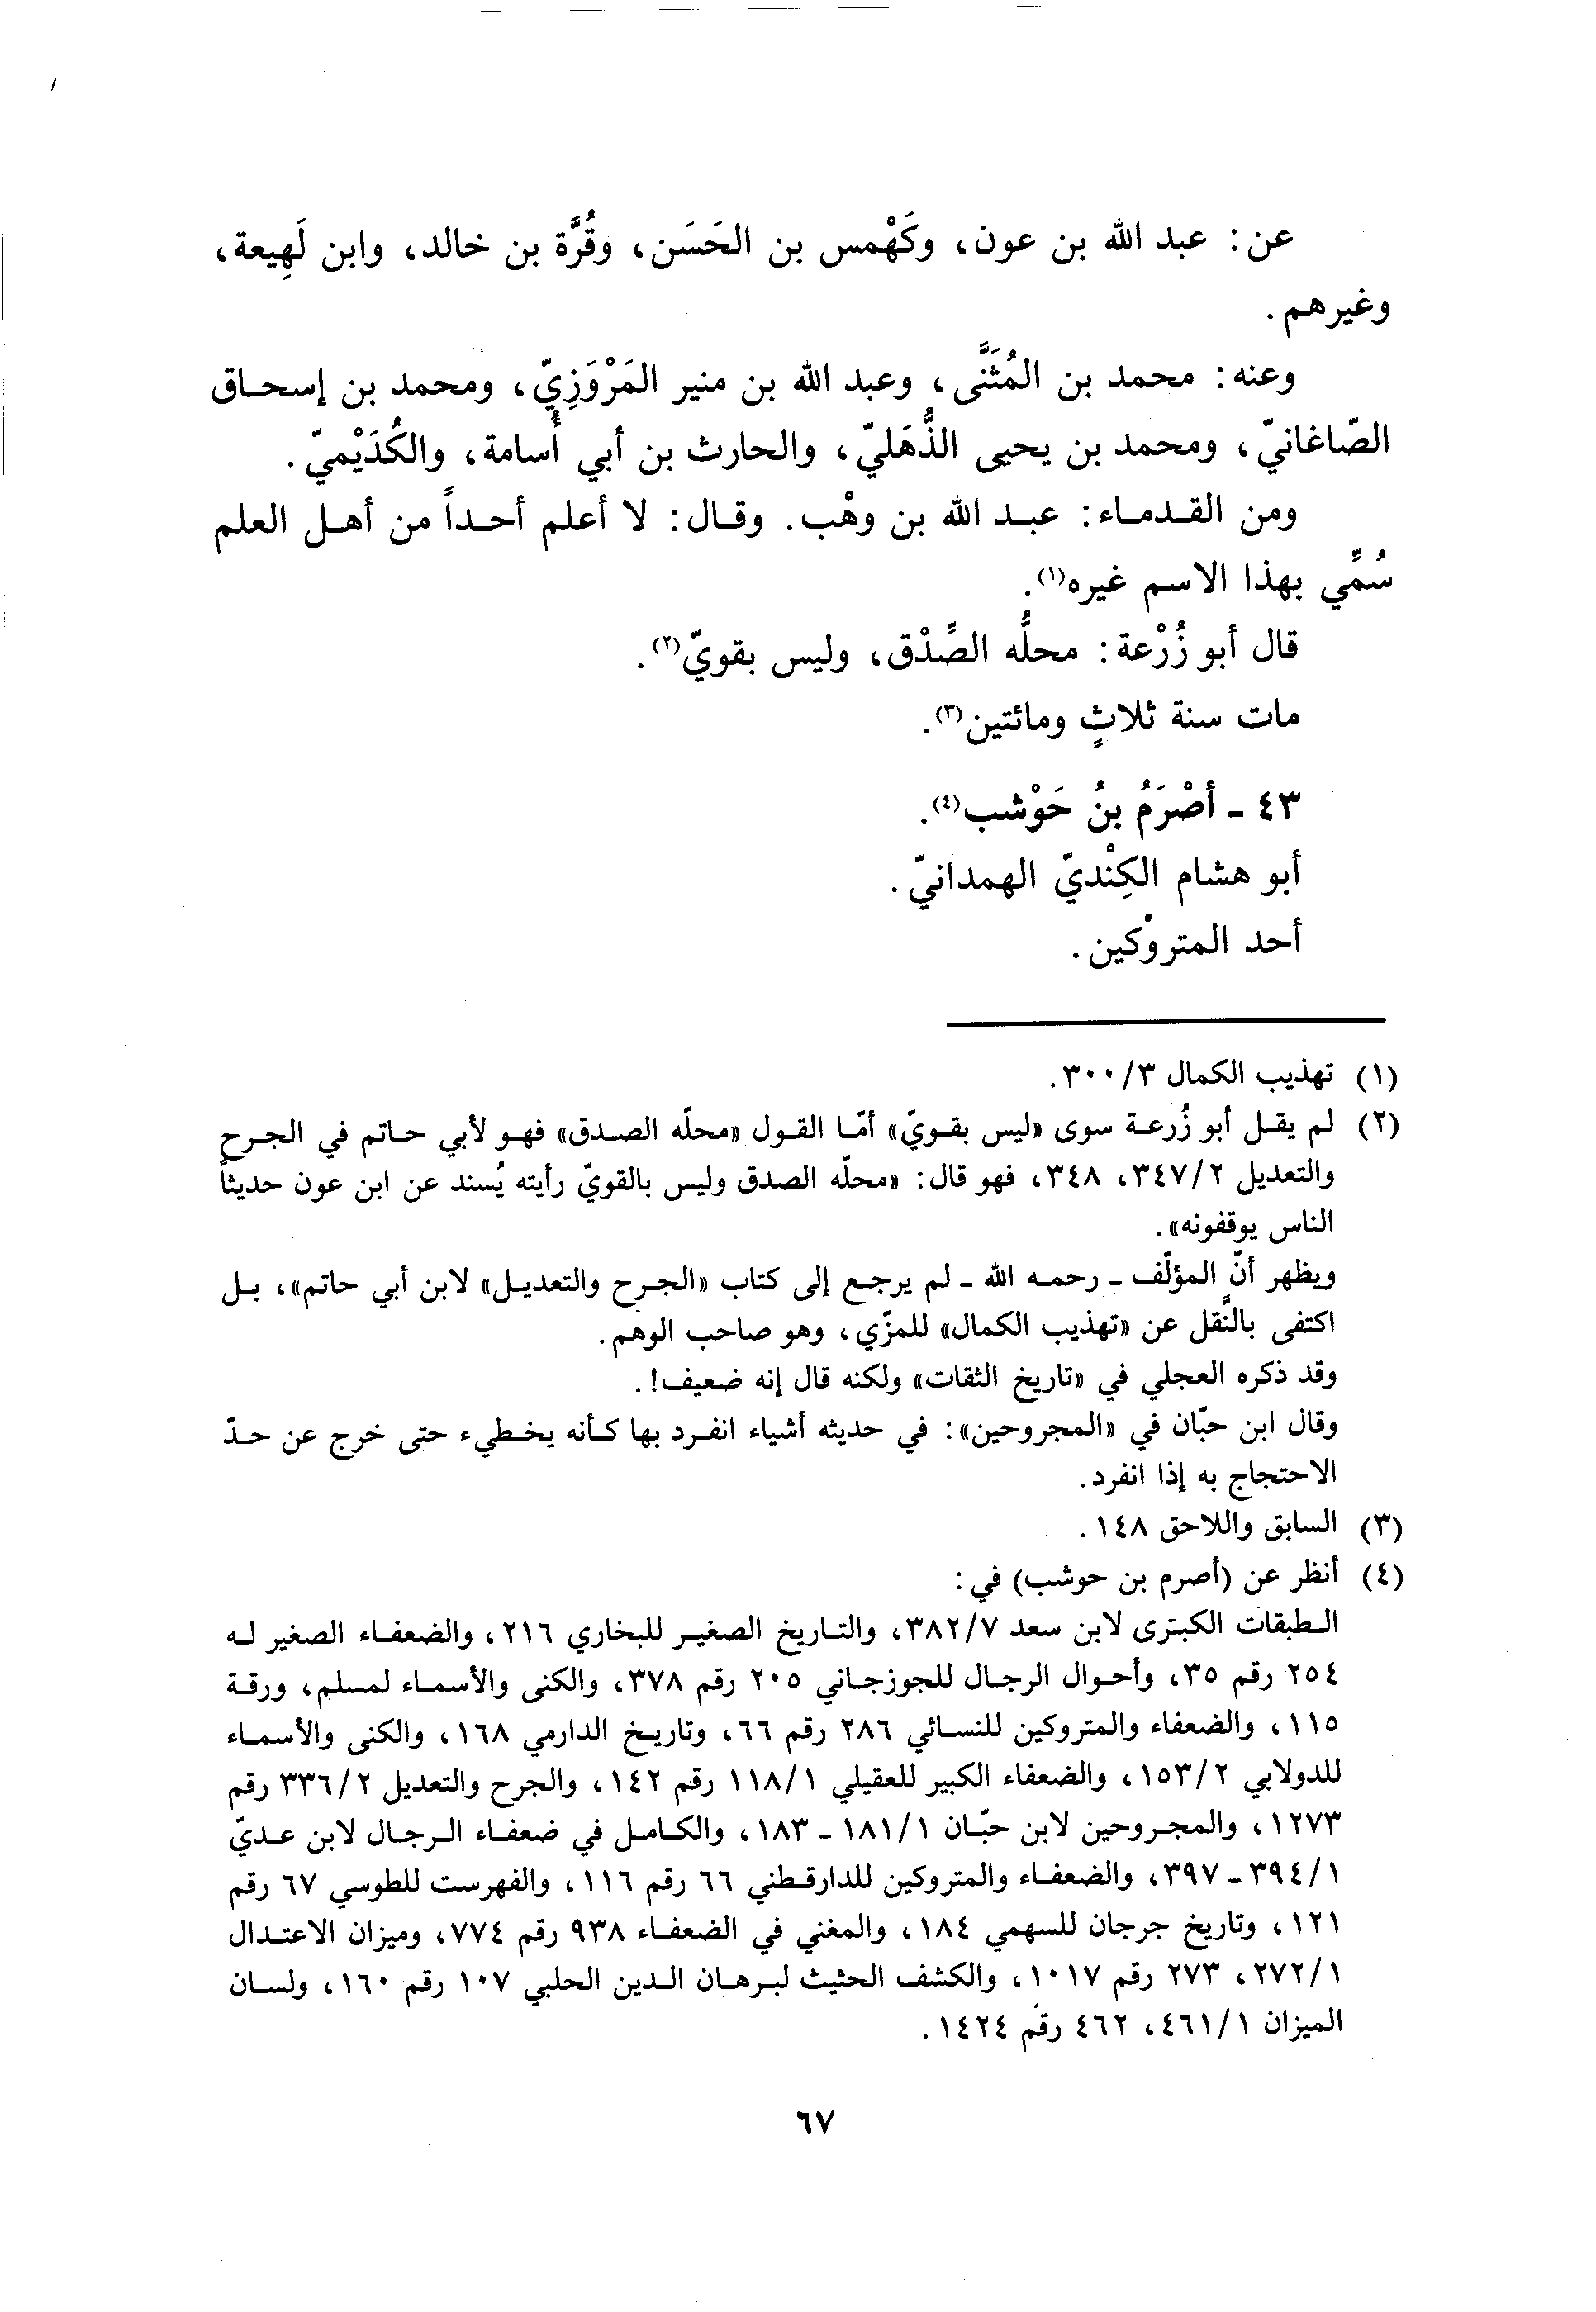 عن: عبد الله بن عون، وكَهْمس بن الحَسَن، وقُرَّة بن خالد، وابن لَهِيعة،
وغيرهم.
وعنه: محمد بن المُثَنَّى، وعبد الله بن منير المَرْوَزِيّ، ومحمد بن إسحاق
الصّاغانيّ، ومحمد بن يحيى الذُّهَليّ، والحارث بن أبي أُسامة، والكُدَيْميّ.
ومن القدماء: عبد الله بن وهْب. وقال: لا أعلم أحداً من أهل العلم
سُمِّي بهذا الاسم غيره(١).
قال أبو زُرْعة: محلُّه الصِّدْق، وليس بقويّ(٢).
مات سنة ثلاثٍ ومائتين(٣).
٤٣ - أَصْرَمُ بنُ حَوْشب(٤).
أبو هشام الكِنْديّ الهمدانيّ.
أحد المتروكين.
(١) تهذيب الكمال ٣/ ٣٠٠.
(٢) لم يقل أبو زُرعة سوى «ليس بقويّ» أمّا القول «محلّه الصدق» فهو لأبي حاتم في الجرح
والتعديل ٢/ ٣٤٧، ٣٤٨، فهو قال: «محلّه الصدق وليس بالقويّ رأيته يُسند عن ابن عون حديثاً
الناس يوقفونه».
ويظهر أنّ المؤلّف - رحمه الله - لم يرجع إلى كتاب «الجرح والتعديل» لابن أبي حاتم»، بل
اكتفى بالنَّقل عن «تهذيب الكمال» للمزّي، وهو صاحب الوهم.
وقد ذكره العجلي في «تاريخ الثقات» ولكنه قال إنه ضعيف!.
وقال ابن حبّان في «المجروحين»: في حديثه أشياء انفرد بها كأنه يخطيء حتى خرج عن حدّ
الاحتجاج به إذا انفرد.
(٣) السابق واللاحق ١٤٨.
(٤) أنظر عن (أصرم بن حوشب) في:
الطبقات الكبرى لابن سعد ٧/ ٣٨٢، والتاريخ الصغير للبخاري ٢١٦، والضعفاء الصغير له
٢٥٤ رقم ٣٥، وأحوال الرجال للجوزجاني ٢٠٥ رقم ٣٧٨، والكنى والأسماء لمسلم، ورقة
١١٥، والضعفاء والمتروكين للنسائي ٢٨٦ رقم ٦٦، وتاريخ الدارمي ١٦٨، والكنى والأسماء
للدولابي ٢/ ١٥٣، والضعفاء الكبير للعقيلي ١/ ١١٨ رقم ١٤٢، والجرح والتعديل ٢/ ٣٣٦ رقم
١٢٧٣، والمجروحين لابن حبّان ١/ ١٨١ - ١٨٣، والكامل في ضعفاء الرجال لابن عديّ
١/ ٣٩٤ - ٣٩٧، والضعفاء والمتروكين للدارقطني ٦٦ رقم ١١٦، والفهرست للطوسي ٦٧ رقم
١٢١، وتاريخ جرجان للسهمي ١٨٤، والمغني في الضعفاء ٩٣٨ رقم ٧٧٤، وميزان الاعتدال
١/ ٢٧٢، ٢٧٣ رقم ١٠١٧، والكشف الحثيث لبرهان الدين الحلبي ١٠٧ رقم ١٦٠، ولسان
الميزان ١/ ٤٦١، ٤٦٢ رقم ١٤٢٤.
٦٧